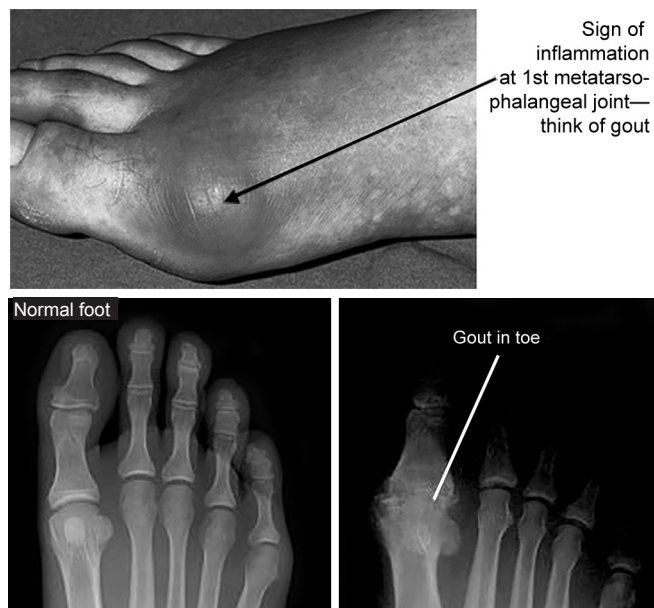 Sign of
inflammation
at 1st metatarso-
phalangeal joint—
think of gout
Normal foot
Gout in toe